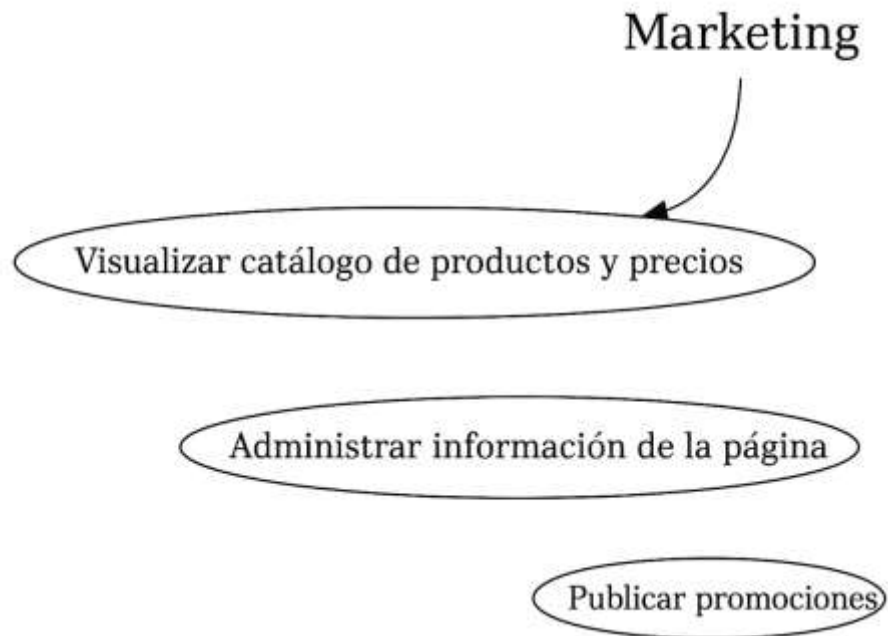 Marketing
Visualizar catálogo de productos y precios
Administrar información de la página
Publicar promociones